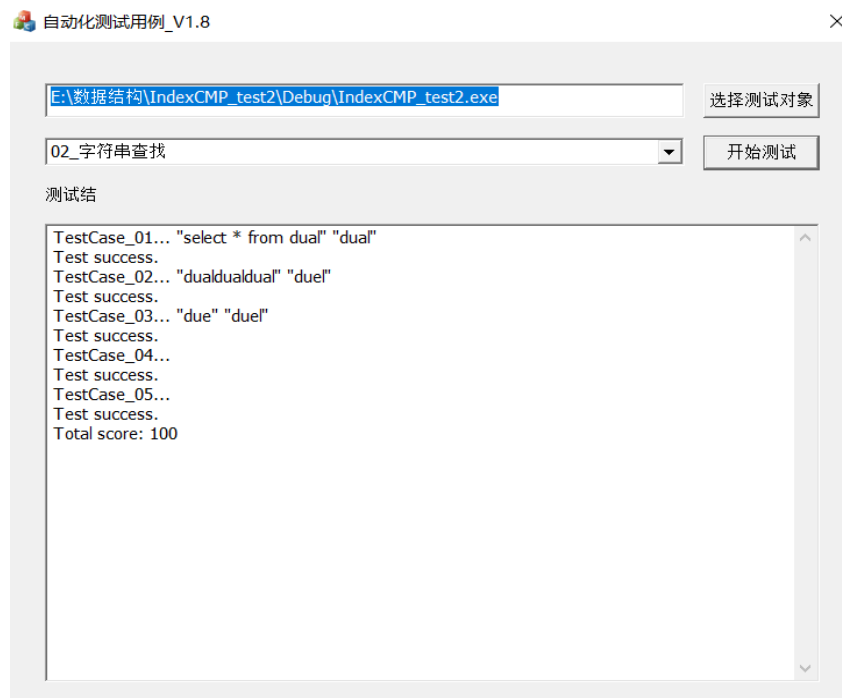 自动化测试用例_V1.8
E:\数据结构\IndexCMP_test2\Debug\IndexCMP_test2.exe
选择测试对象
02_字符串查找
开始测试
测试结
TestCase_01... "select * from dual" "dual"
Test success.
TestCase_02... "dualdualdual" "duel"
Test success.
TestCase_03... "due" "duel"
Test success.
TestCase_04...
Test success.
TestCase_05...
Test success.
Total score: 100